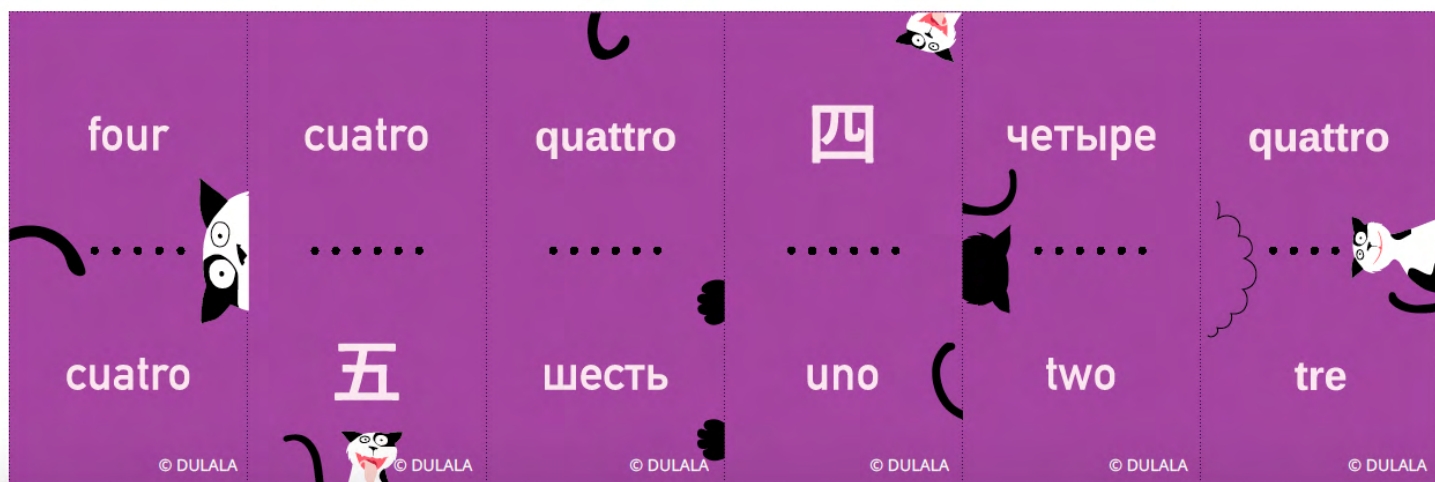 four
cuatro
quattro
四
четыре
quattro
cuatro
五
шесть
uno
two
tre
© DULALA
© DULALA
© DULALA
© DULALA
© DULALA
© DULALA